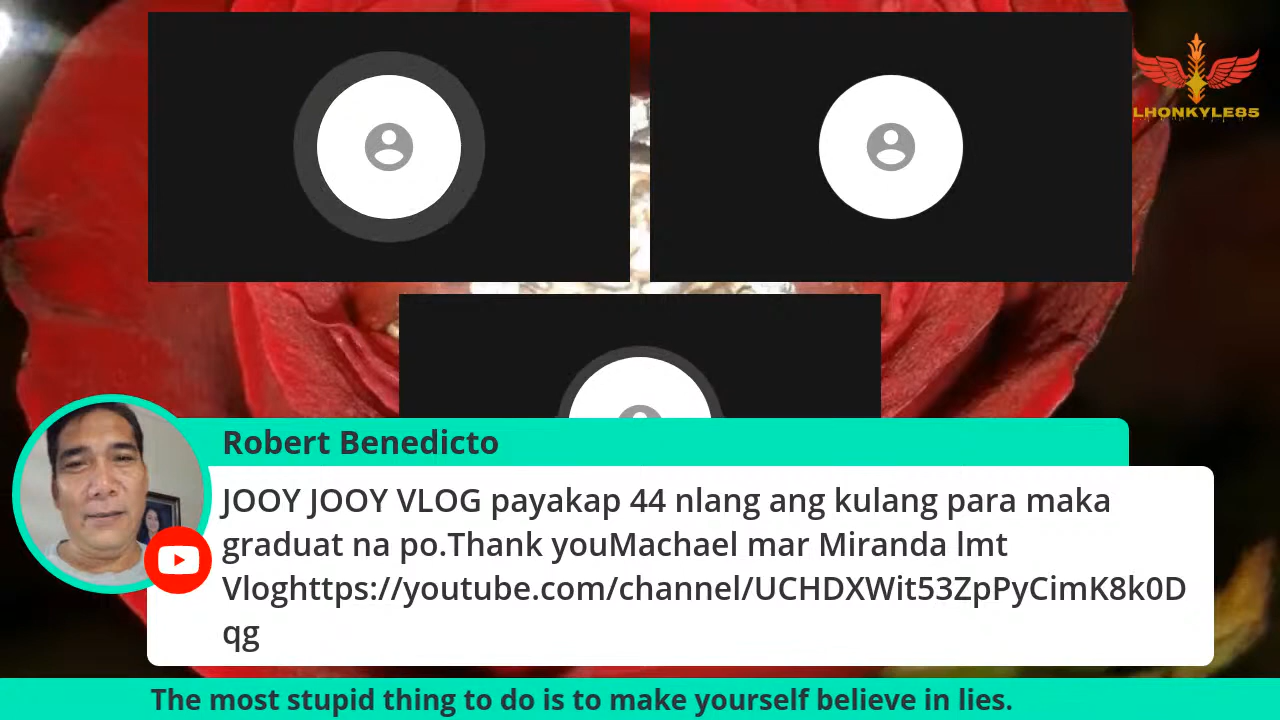 LHONKYLE85
Robert Benedicto
JOOY JOOY VLOG payakap 44 nlang ang kulang para maka
graduat na po.Thank youMachael mar Miranda lmt
Vloghttps://youtube.com/channel/UCHDXWit53ZpPyCimK8k0D
qg
The most stupid thing to do is to make yourself believe in lies.